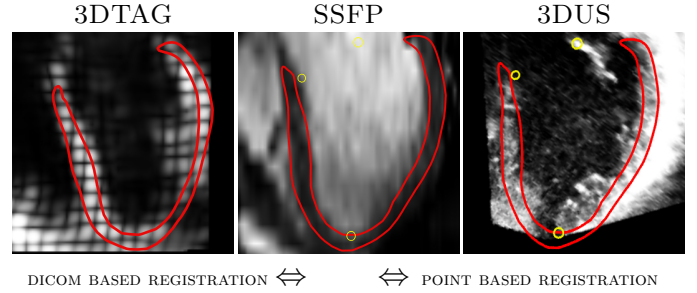 3DTAG SSFP 3DUS
DICOM BASED REGISTRATION ⇔ ⇔ POINT BASED REGISTRATION